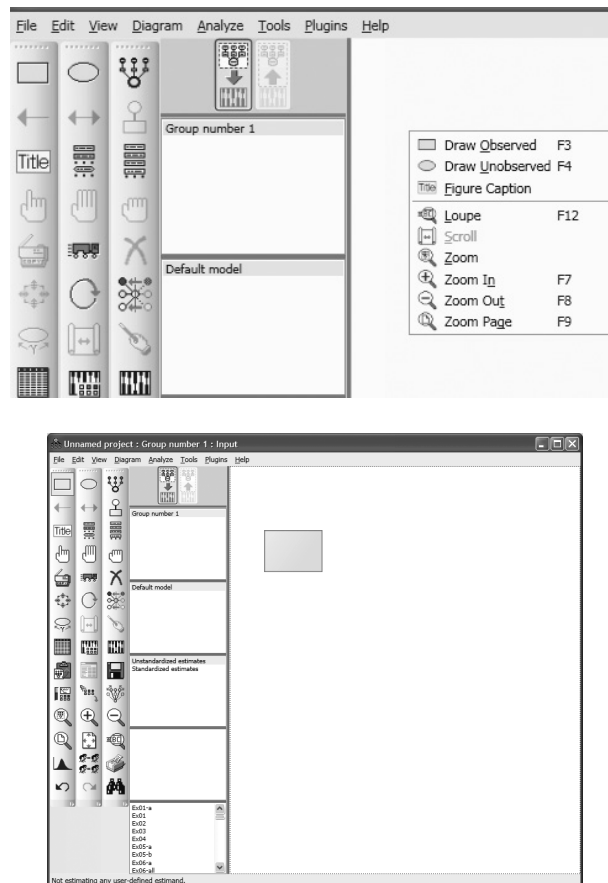 File Edit View Diagram Analyze Tools Plugins Help
Title
Group number 1
Default model
Draw Observed F3
Draw Unobserved F4
Title Figure Caption
Loupe F12
Scroll
Zoom
Zoom In F7
Zoom Out F8
Zoom Page F9
Unnamed project : Group number 1 : Input
File Edit View Diagram Analyze Tools Plugins Help
Title
Group number 1
Default model
Unstandardized estimates
Standardized estimates
Ex01-a
Ex01
Ex02
Ex03
Ex04
Ex05-a
Ex05-b
Ex06-a
Ex06-all
Not estimating any user-defined estimand.